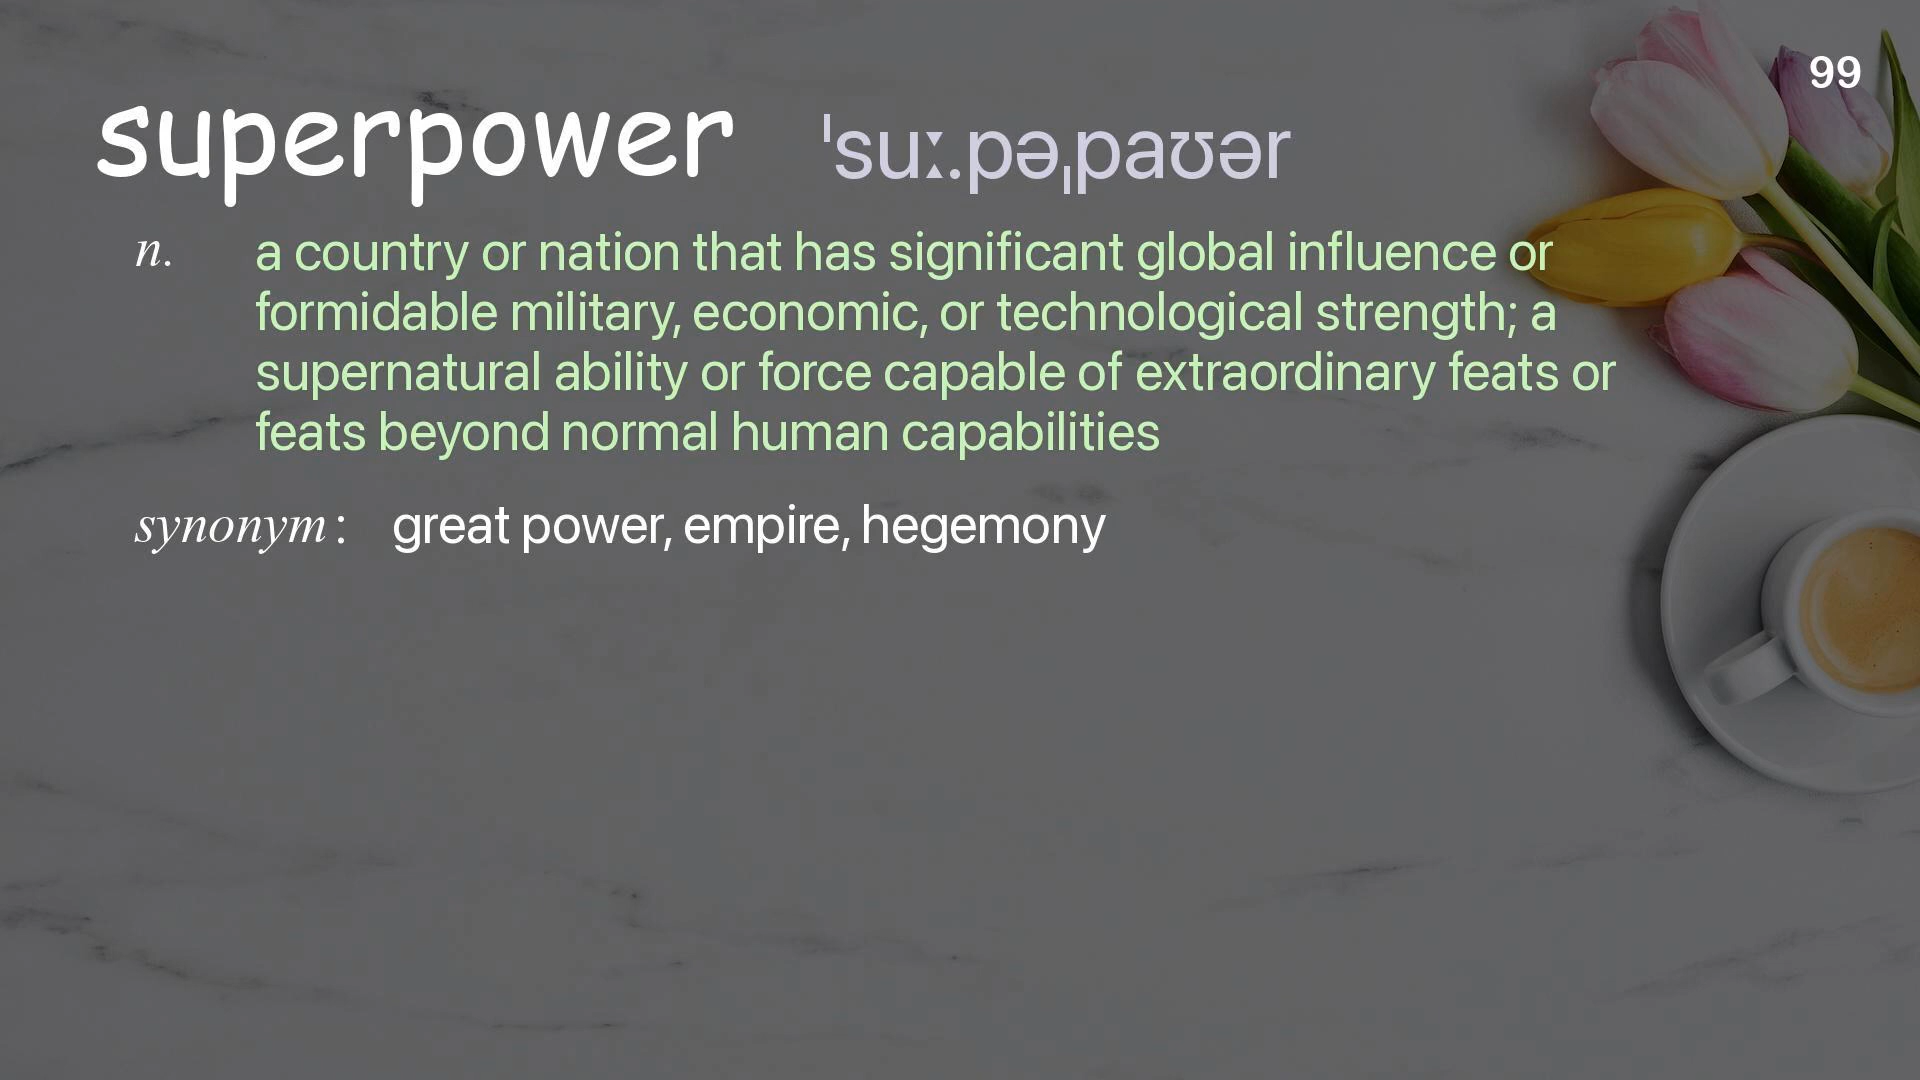 99
superpower ˈsuː.pəˌpaʊər
n. a country or nation that has significant global influence or
formidable military, economic, or technological strength; a
supernatural ability or force capable of extraordinary feats or
feats beyond normal human capabilities
synonym: great power, empire, hegemony